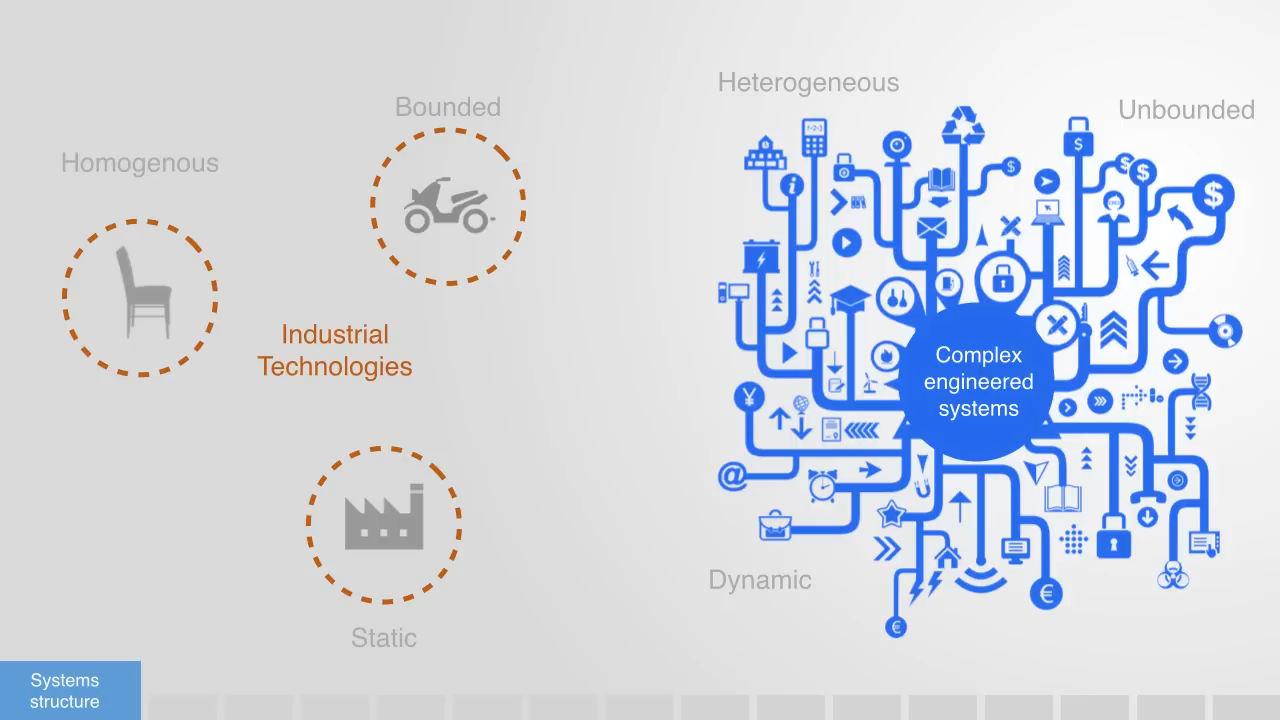 Heterogeneous
Bounded
Unbounded
Homogenous
Industrial
Technologies
Complex
engineered
systems
Dynamic
Static
Systems
structure